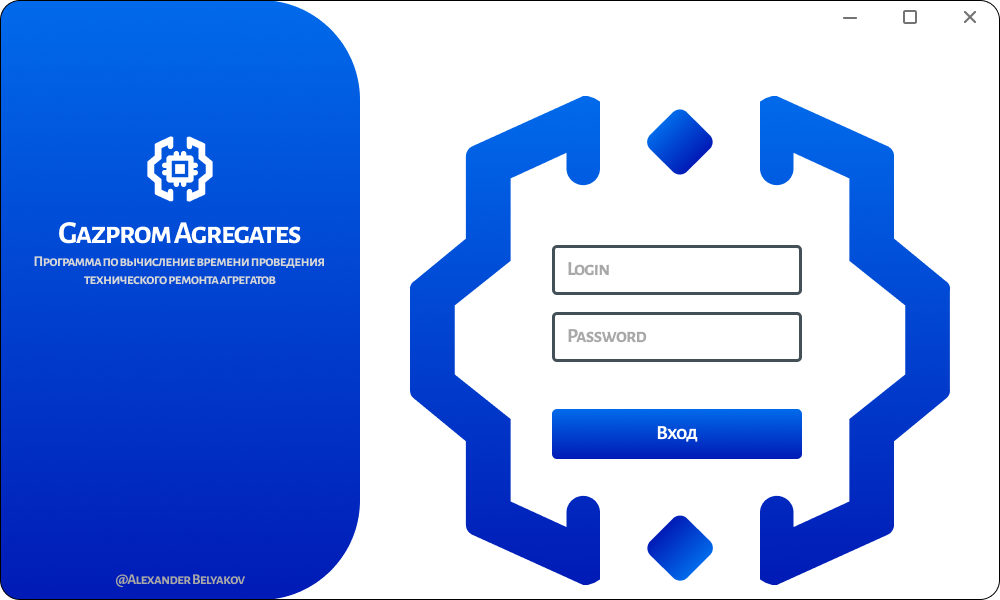 Gazprom Agregates
Программа по вычисление времени проведения
технического ремонта агрегатов
Login
Password
Вход
@Alexander Belyakov